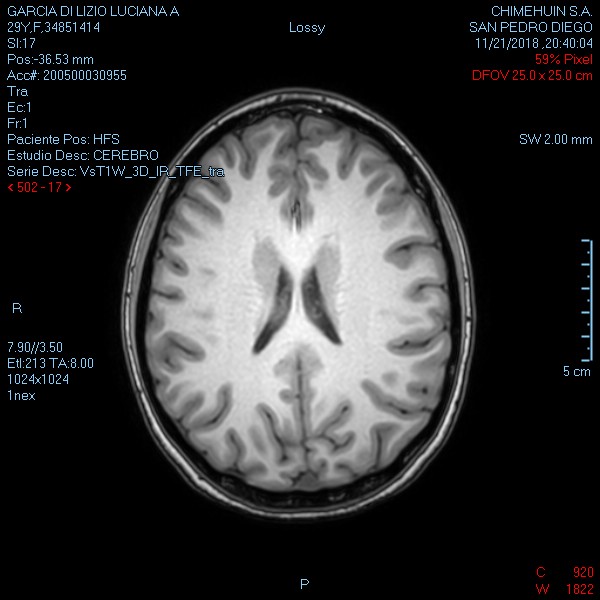 GARCIA DI LIZIO LUCIANA A
29Y,F,34851414
Sl:17
Pos:-36.53 mm
Acc#: 200500030955
Tra
Ec:1
Fr:1
Paciente Pos: HFS
Estudio Desc: CEREBRO
Serie Desc: VsT1W_3D_IR_TFE_tra
< 502 - 17 >
Lossy
CHIMEHUIN S.A.
SAN PEDRO DIEGO
11/21/2018 ,20:40:04
59% Pixel
DFOV 25.0 x 25.0 cm
SW 2.00 mm
R
7.90//3.50
Etl:213 TA:8.00
1024x1024
1nex
5 cm
P
C 920
W 1822